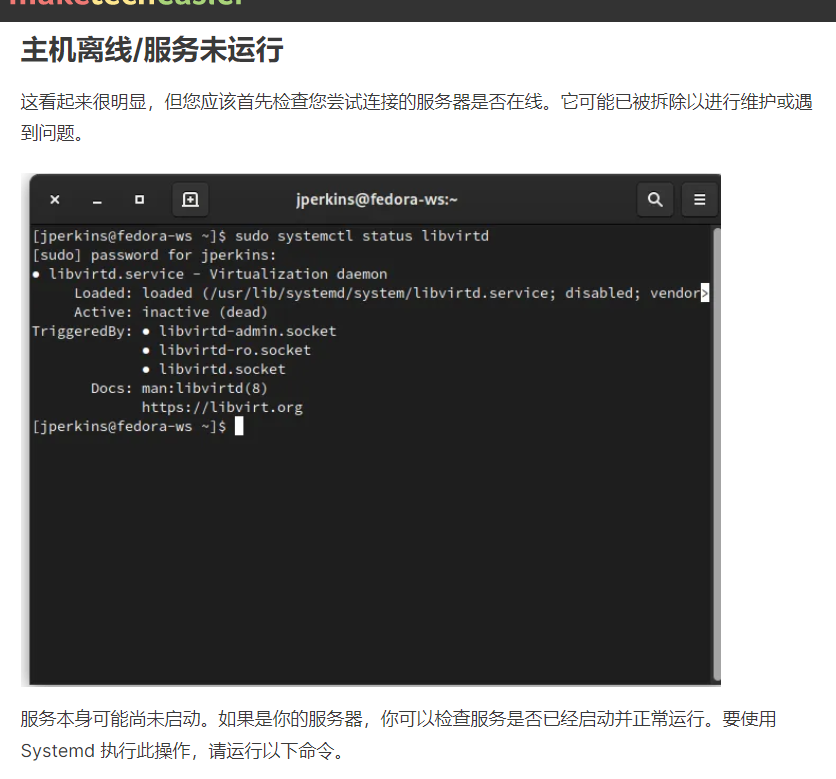 maketecheasier
主机离线/服务未运行
这看起来很明显，但您应该首先检查您尝试连接的服务器是否在线。它可能已被拆除以进行维护或遇
到问题。
jperkins@fedora-ws:~
[jperkins@fedora-ws ~]$ sudo systemctl status libvirtd
[sudo] password for jperkins:
● libvirtd.service - Virtualization daemon
Loaded: loaded (/usr/lib/systemd/system/libvirtd.service; disabled; vendor>
Active: inactive (dead)
TriggeredBy: ● libvirtd-admin.socket
● libvirtd-ro.socket
● libvirtd.socket
Docs: man:libvirtd(8)
https://libvirt.org
[jperkins@fedora-ws ~]$
服务本身可能尚未启动。如果是你的服务器，你可以检查服务是否已经启动并正常运行。要使用
Systemd 执行此操作，请运行以下命令。